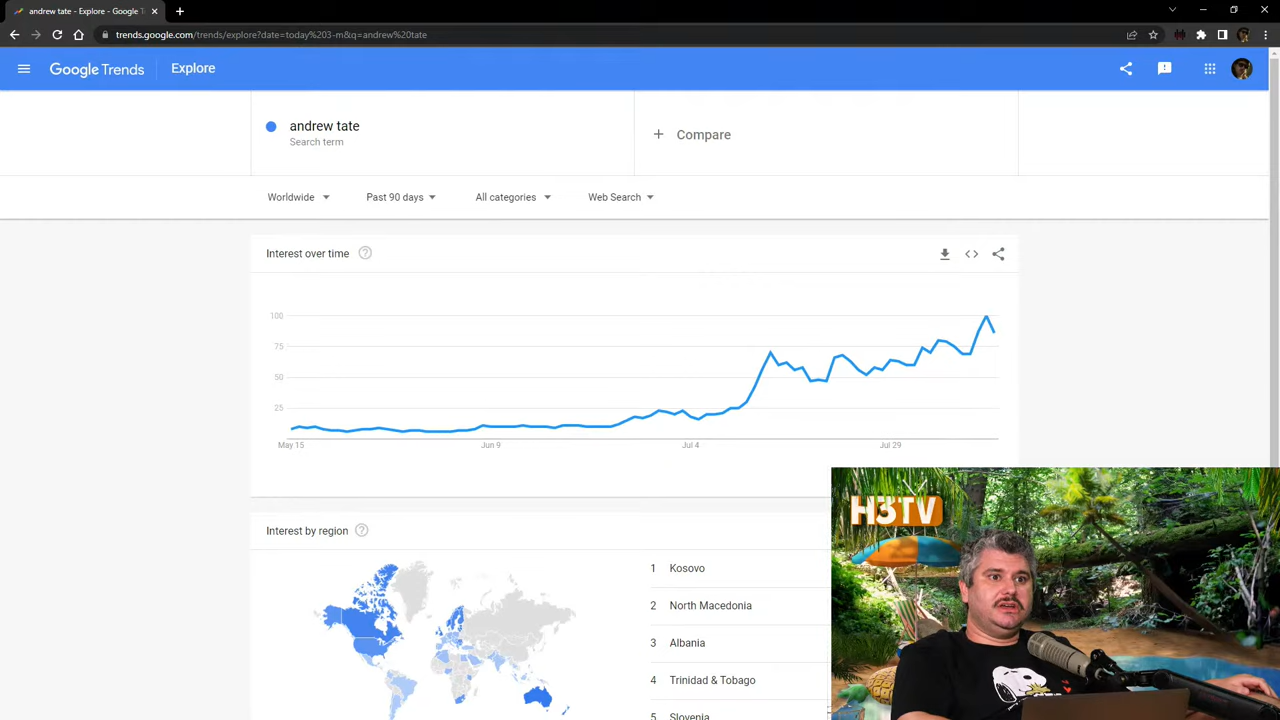 andrew tate - Explore - Google T
trends.google.com/trends/explore?date=today%203-m&q=andrew%20tate
Google Trends Explore
andrew tate
Search term
+ Compare
Worldwide Past 90 days All categories Web Search
Interest over time
100
75
50
25
May 15 Jun 9 Jul 4 Jul 29
Interest by region
1 Kosovo
2 North Macedonia
3 Albania
4 Trinidad & Tobago
5 Slovenia
H3TV